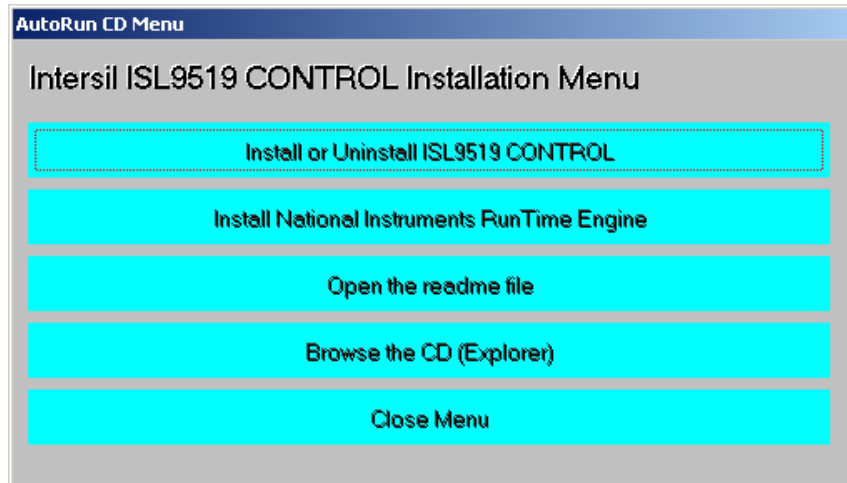 AutoRun CD Menu
Intersil ISL9519 CONTROL Installation Menu
Install or Uninstall ISL9519 CONTROL
Install National Instruments RunTime Engine
Open the readme file
Browse the CD (Explorer)
Close Menu